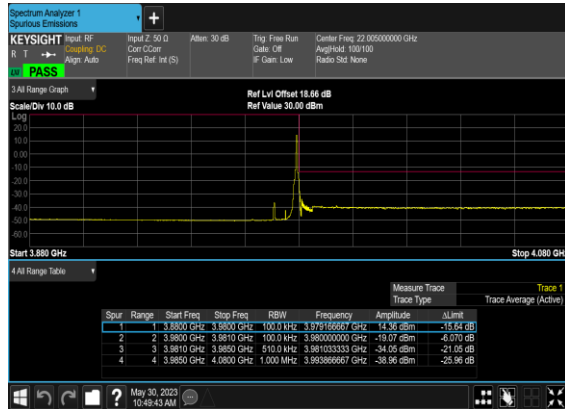 Spectrum Analyzer 1
Spurious Emissions
+
KEYSIGHT Input: RF Input Z: 50 Ω Atten: 30 dB Trig: Free Run Center Freq: 22.005000000 GHz
R T Coupling: DC Corr CCorr Gate: Off Avg|Hold: 100/100
Align: Auto Freq Ref: Int (S) IF Gain: Low Radio Std: None
PASS
3 All Range Graph Ref Lvl Offset 18.66 dB
Scale/Div 10.0 dB Ref Value 30.00 dBm
Log
20.0
10.0
0.00
-10.0
-20.0
-30.0
-40.0
-50.0
-60.0
Start 3.880 GHz Stop 4.080 GHz
4 All Range Table
Measure Trace Trace 1
Trace Type Trace Average (Active)
Spur Range Start Freq Stop Freq RBW Frequency Amplitude ΔLimit
1 1 3.8800 GHz 3.9800 GHz 100.0 kHz 3.979166667 GHz 14.36 dBm -15.64 dB
2 2 3.9800 GHz 3.9810 GHz 100.0 kHz 3.980000000 GHz -19.07 dBm -6.070 dB
3 3 3.9810 GHz 3.9850 GHz 510.0 kHz 3.981033333 GHz -34.05 dBm -21.05 dB
4 4 3.9850 GHz 4.0800 GHz 1.000 MHz 3.993866667 GHz -38.96 dBm -25.96 dB
? May 30, 2023
10:49:43 AM